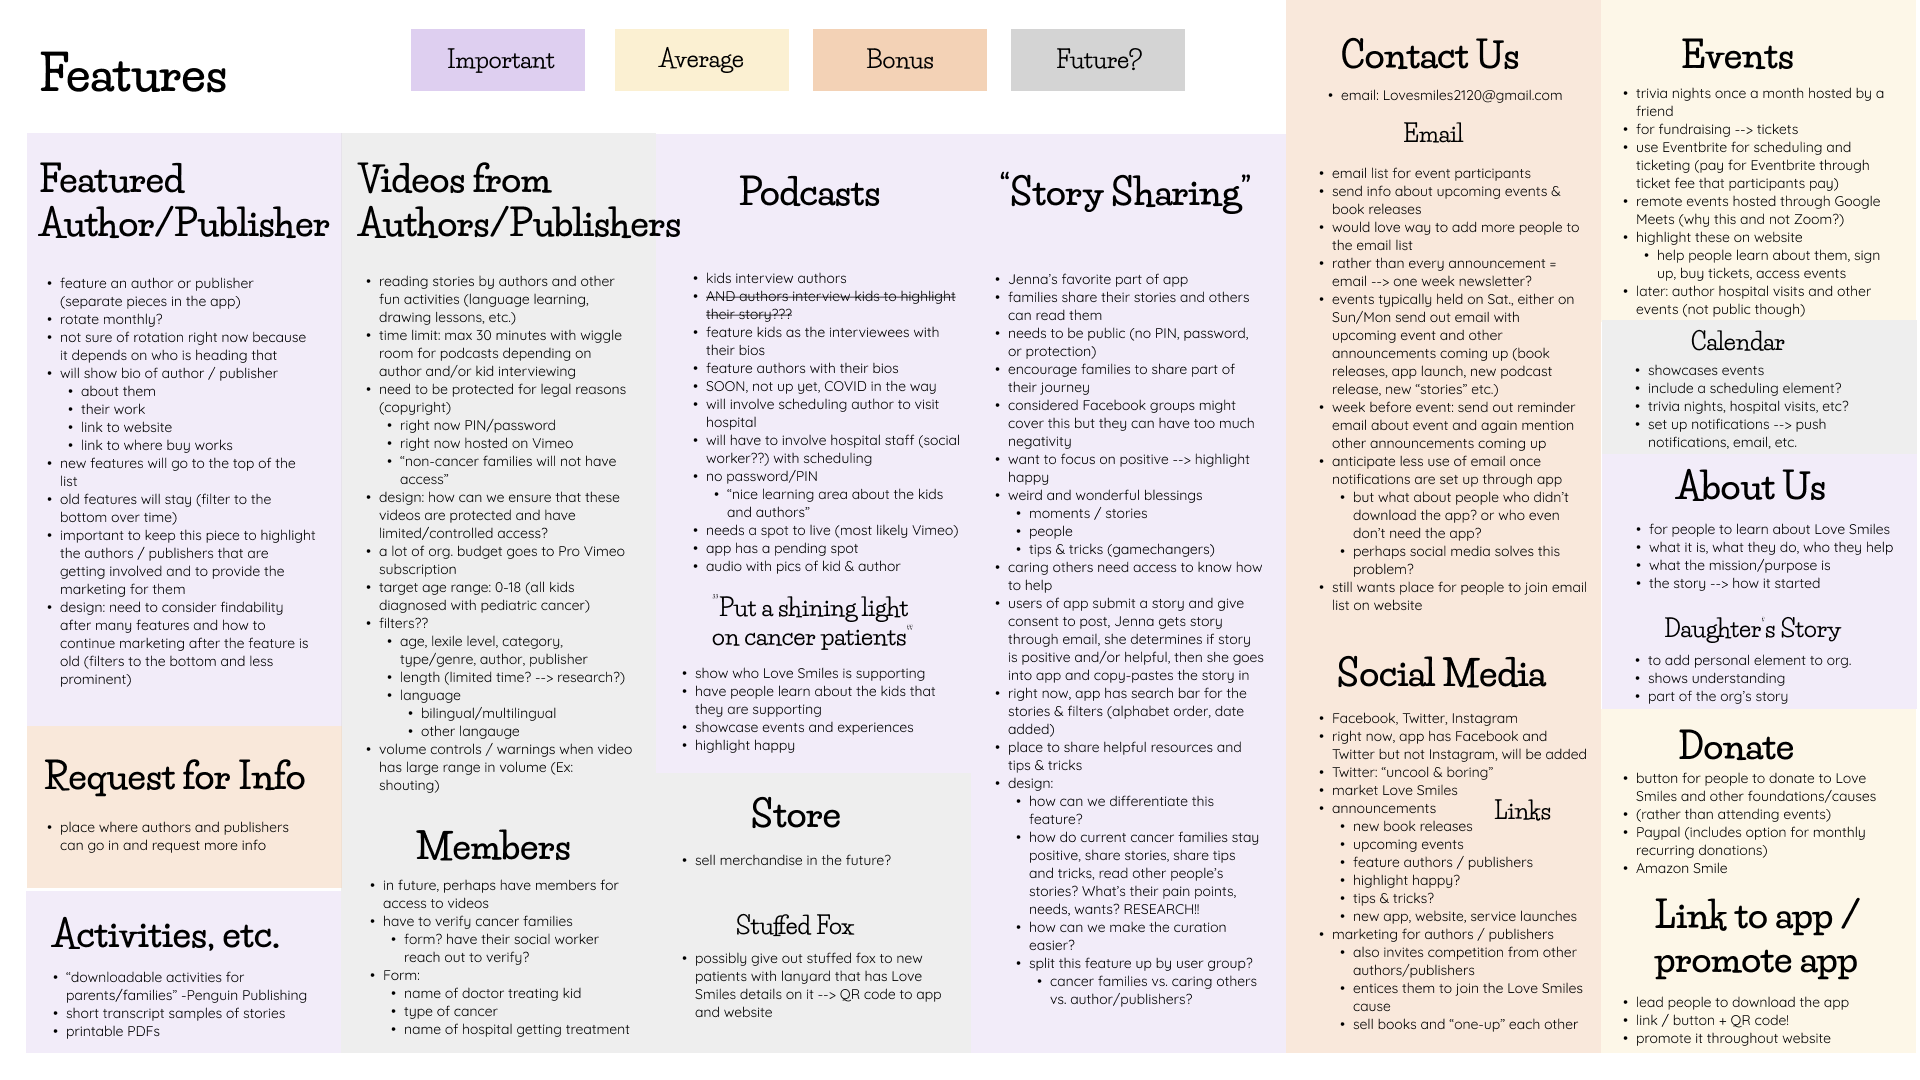 Features
Important
Average
Bonus
Future?
Featured
Author/Publisher
• feature an author or publisher
(separate pieces in the app)
• rotate monthly?
• not sure of rotation right now because
it depends on who is heading that
• will show bio of author / publisher
• about them
• their work
• link to website
• link to where buy works
• new features will go to the top of the
list
• old features will stay (filter to the
bottom over time)
• important to keep this piece to highlight
the authors / publishers that are
getting involved and to provide the
marketing for them
• design: need to consider findability
after many features and how to
continue marketing after the feature is
old (filters to the bottom and less
prominent)
Request for Info
• place where authors and publishers
can go in and request more info
Activities, etc.
• “downloadable activities for
parents/families” -Penguin Publishing
• short transcript samples of stories
• printable PDFs
Videos from
Authors/Publishers
• reading stories by authors and other
fun activities (language learning,
drawing lessons, etc.)
• time limit: max 30 minutes with wiggle
room for podcasts depending on
author and/or kid interviewing
• need to be protected for legal reasons
(copyright)
• right now PIN/password
• right now hosted on Vimeo
• “non-cancer families will not have
access”
• design: how can we ensure that these
videos are protected and have
limited/controlled access?
• a lot of org. budget goes to Pro Vimeo
subscription
• target age range: 0-18 (all kids
diagnosed with pediatric cancer)
• filters??
• age, lexile level, category,
type/genre, author, publisher
• length (limited time? --> research?)
• language
• bilingual/multilingual
• other langauge
• volume controls / warnings when video
has large range in volume (Ex:
shouting)
Members
• in future, perhaps have members for
access to videos
• have to verify cancer families
• form? have their social worker
reach out to verify?
• Form:
• name of doctor treating kid
• type of cancer
• name of hospital getting treatment
Podcasts
• kids interview authors
• AND authors interview kids to highlight
their story???
• feature kids as the interviewees with
their bios
• feature authors with their bios
• SOON, not up yet, COVID in the way
• will involve scheduling author to visit
hospital
• will have to involve hospital staff (social
worker??) with scheduling
• no password/PIN
• “nice learning area about the kids
and authors”
• needs a spot to live (most likely Vimeo)
• app has a pending spot
• audio with pics of kid & author
"Put a shining light
on cancer patients"
• show who Love Smiles is supporting
• have people learn about the kids that
they are supporting
• showcase events and experiences
• highlight happy
Store
• sell merchandise in the future?
Stuffed Fox
• possibly give out stuffed fox to new
patients with lanyard that has Love
Smiles details on it --> QR code to app
and website
“Story Sharing”
• Jenna’s favorite part of app
• families share their stories and others
can read them
• needs to be public (no PIN, password,
or protection)
• encourage families to share part of
their journey
• considered Facebook groups might
cover this but they can have too much
negativity
• want to focus on positive --> highlight
happy
• weird and wonderful blessings
• moments / stories
• people
• tips & tricks (gamechangers)
• caring others need access to know how
to help
• users of app submit a story and give
consent to post, Jenna gets story
through email, she determines if story
is positive and/or helpful, then she goes
into app and copy-pastes the story in
• right now, app has search bar for the
stories & filters (alphabet order, date
added)
• place to share helpful resources and
tips & tricks
• design:
• how can we differentiate this
feature?
• how do current cancer families stay
positive, share stories, share tips
and tricks, read other people’s
stories? What’s their pain points,
needs, wants? RESEARCH!!
• how can we make the curation
easier?
• split this feature up by user group?
• cancer families vs. caring others
vs. author/publishers?
Contact Us
• email: Lovesmiles2120@gmail.com
Email
• email list for event participants
• send info about upcoming events &
book releases
• would love way to add more people to
the email list
• rather than every announcement =
email --> one week newsletter?
• events typically held on Sat., either on
Sun/Mon send out email with
upcoming event and other
announcements coming up (book
releases, app launch, new podcast
release, new “stories” etc.)
• week before event: send out reminder
email about event and again mention
other announcements coming up
• anticipate less use of email once
notifications are set up through app
• but what about people who didn’t
download the app? or who even
don’t need the app?
• perhaps social media solves this
problem?
• still wants place for people to join email
list on website
Social Media
• Facebook, Twitter, Instagram
• right now, app has Facebook and
Twitter but not Instagram, will be added
• Twitter: “uncool & boring”
• market Love Smiles
• announcements
Links
• new book releases
• upcoming events
• feature authors / publishers
• highlight happy?
• tips & tricks?
• new app, website, service launches
• marketing for authors / publishers
• also invites competition from other
authors/publishers
• entices them to join the Love Smiles
cause
• sell books and “one-up” each other
Events
• trivia nights once a month hosted by a
friend
• for fundraising --> tickets
• use Eventbrite for scheduling and
ticketing (pay for Eventbrite through
ticket fee that participants pay)
• remote events hosted through Google
Meets (why this and not Zoom?)
• highlight these on website
• help people learn about them, sign
up, buy tickets, access events
• later: author hospital visits and other
events (not public though)
Calendar
• showcases events
• include a scheduling element?
• trivia nights, hospital visits, etc?
• set up notifications --> push
notifications, email, etc.
About Us
• for people to learn about Love Smiles
• what it is, what they do, who they help
• what the mission/purpose is
• the story --> how it started
Daughter's Story
• to add personal element to org.
• shows understanding
• part of the org’s story
Donate
• button for people to donate to Love
Smiles and other foundations/causes
• (rather than attending events)
• Paypal (includes option for monthly
recurring donations)
• Amazon Smile
Link to app /
promote app
• lead people to download the app
• link / button + QR code!
• promote it throughout website